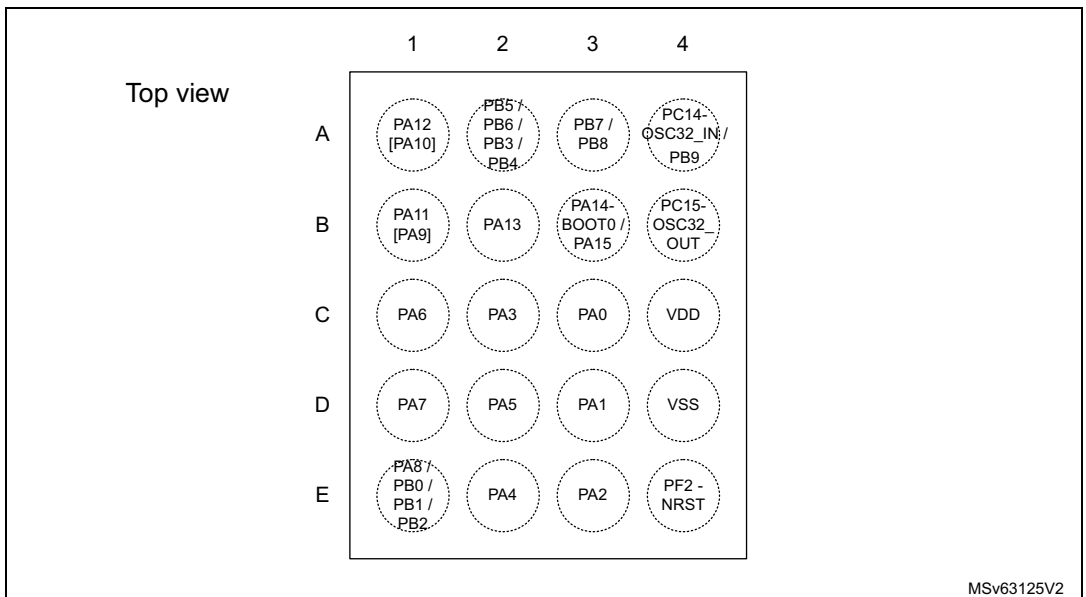 1 2 3 4
Top view
A
PA12
[PA10]
PB5 /
PB6 /
PB3 /
PB4
PB7 /
PB8
PC14-
OSC32_IN /
PB9
B
PA11
[PA9]
PA13
PA14-
BOOT0 /
PA15
PC15-
OSC32_
OUT
C
PA6
PA3
PA0
VDD
D
PA7
PA5
PA1
VSS
E
PA8 /
PB0 /
PB1 /
PB2
PA4
PA2
PF2 -
NRST
MSv63125V2